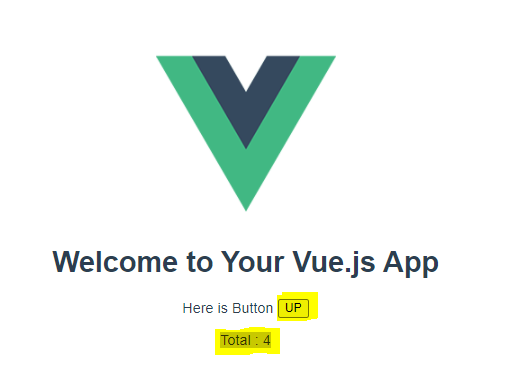 Welcome to Your Vue.js App
Here is Button UP
Total : 4